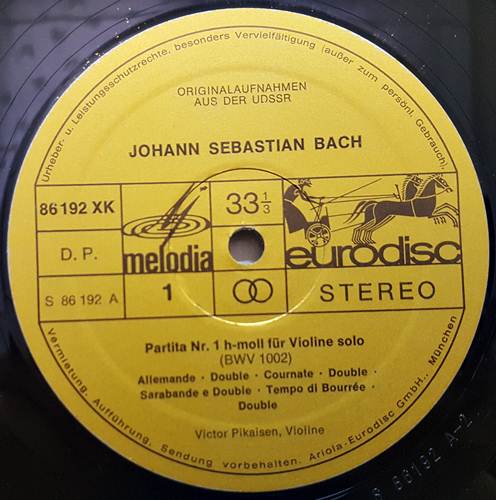 Urheber- u. Leistungsschutzrechte, besonders Vervielfältigung (außer zum persönl. Gebrauch),
ORIGINALAUFNAHMEN
AUS DER UDSSR
JOHANN SEBASTIAN BACH
86192 XK
33 1/3
D. P.
melodia
eurodisc
S 86 192 A
1
STEREO
Partita Nr. 1 h-moll für Violine solo
(BWV 1002)
Allemande · Double · Cournate · Double ·
Sarabande e Double · Tempo di Bourrée ·
Double
Victor Pikaisen, Violine
Vermietung, Aufführung, Sendung vorbehalten. Ariola-Eurodisc GmbH., München
86192 A-2